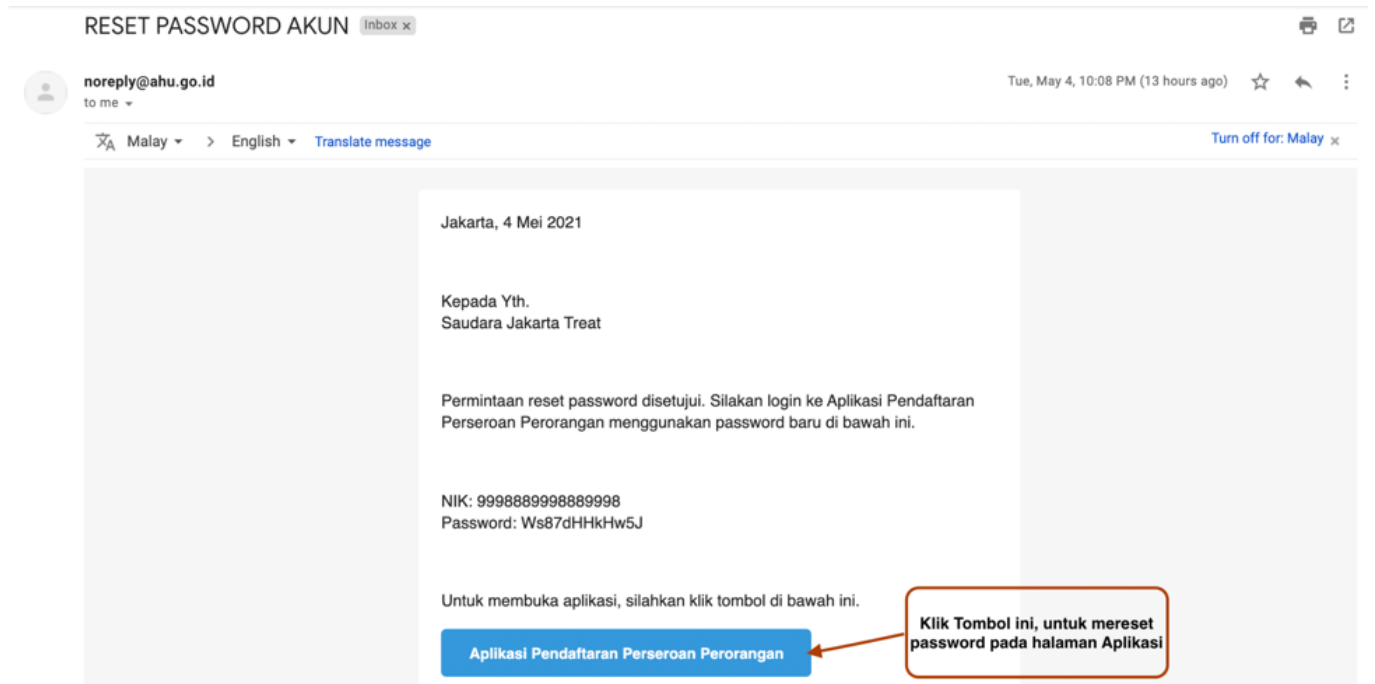 RESET PASSWORD AKUN Inbox x
noreply@ahu.go.id
Tue, May 4, 10:08 PM (13 hours ago)
to me
Malay > English Translate message
Turn off for: Malay x
Jakarta, 4 Mei 2021
Kepada Yth.
Saudara Jakarta Treat
Permintaan reset password disetujui. Silakan login ke Aplikasi Pendaftaran
Perseroan Perorangan menggunakan password baru di bawah ini.
NIK: 9998889998889998
Password: Ws87dHHkHw5J
Untuk membuka aplikasi, silahkan klik tombol di bawah ini.
Aplikasi Pendaftaran Perseroan Perorangan
Klik Tombol ini, untuk mereset
password pada halaman Aplikasi